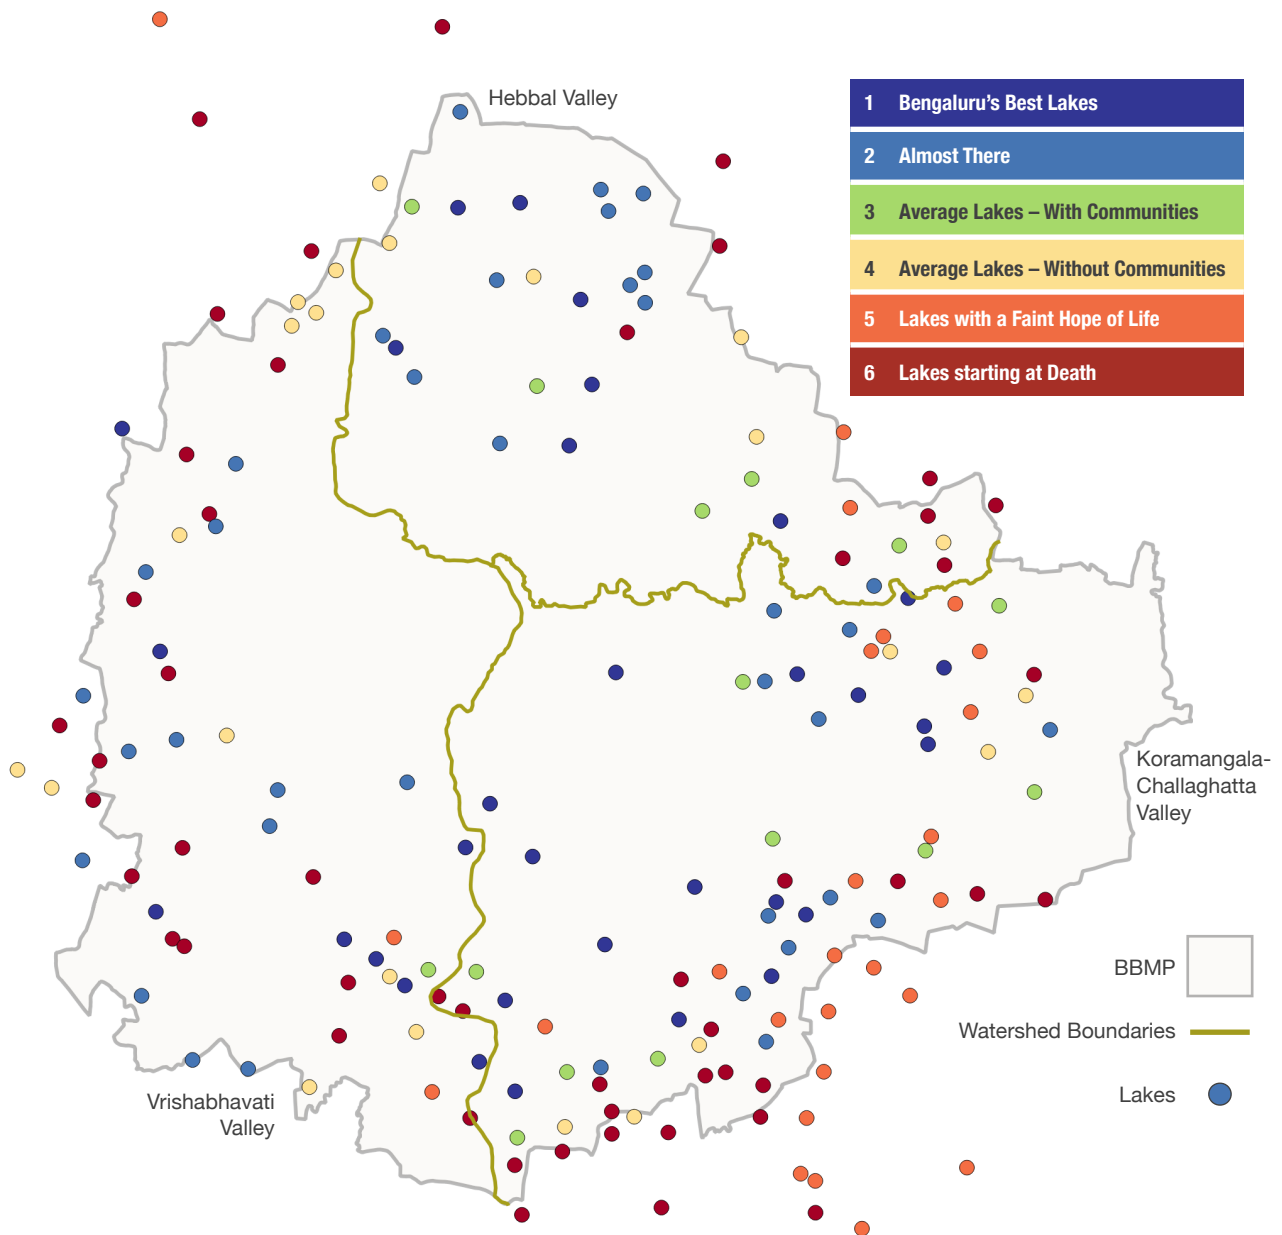 Hebbal Valley
1 Bengaluru's Best Lakes
2 Almost There
3 Average Lakes – With Communities
4 Average Lakes – Without Communities
5 Lakes with a Faint Hope of Life
6 Lakes starting at Death
Koramangala-
Challaghatta
Valley
BBMP
Watershed Boundaries
Lakes
Vrishabhavati
Valley